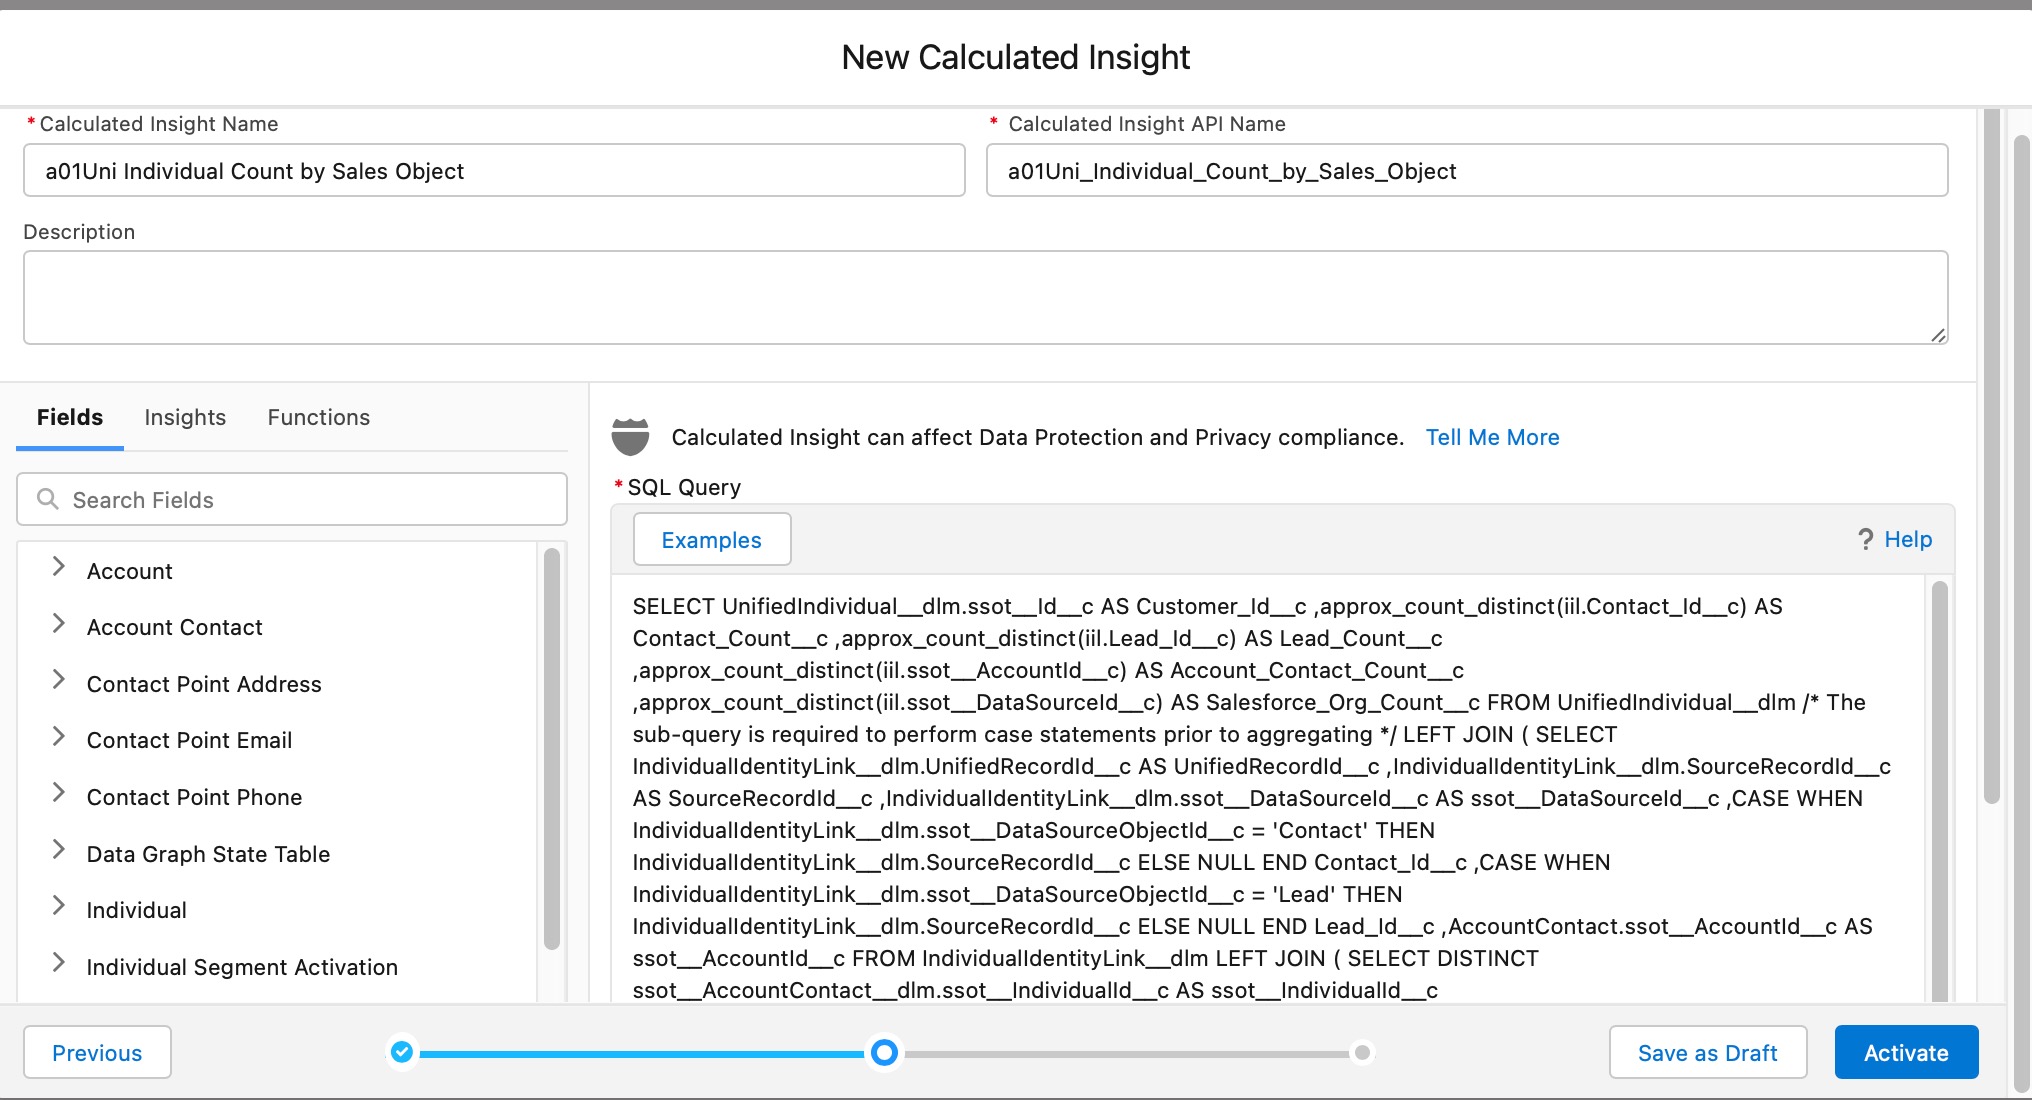 New Calculated Insight
* Calculated Insight Name
* Calculated Insight API Name
a01Uni Individual Count by Sales Object
a01Uni_Individual_Count_by_Sales_Object
Description
Fields Insights Functions
Search Fields
Account
Account Contact
Contact Point Address
Contact Point Email
Contact Point Phone
Data Graph State Table
Individual
Individual Segment Activation
Calculated Insight can affect Data Protection and Privacy compliance. Tell Me More
* SQL Query
Examples
? Help
SELECT UnifiedIndividual__dlm.ssot__Id__c AS Customer_Id__c ,approx_count_distinct(iil.Contact_Id__c) AS
Contact_Count__c ,approx_count_distinct(iil.Lead_Id__c) AS Lead_Count__c
,approx_count_distinct(iil.ssot__AccountId__c) AS Account_Contact_Count__c
,approx_count_distinct(iil.ssot__DataSourceId__c) AS Salesforce_Org_Count__c FROM UnifiedIndividual__dlm /* The
sub-query is required to perform case statements prior to aggregating */ LEFT JOIN ( SELECT
IndividualIdentityLink__dlm.UnifiedRecordId__c AS UnifiedRecordId__c ,IndividualIdentityLink__dlm.SourceRecordId__c
AS SourceRecordId__c ,IndividualIdentityLink__dlm.ssot__DataSourceId__c AS ssot__DataSourceId__c ,CASE WHEN
IndividualIdentityLink__dlm.ssot__DataSourceObjectId__c = 'Contact' THEN
IndividualIdentityLink__dlm.SourceRecordId__c ELSE NULL END Contact_Id__c ,CASE WHEN
IndividualIdentityLink__dlm.ssot__DataSourceObjectId__c = 'Lead' THEN
IndividualIdentityLink__dlm.SourceRecordId__c ELSE NULL END Lead_Id__c ,AccountContact.ssot__AccountId__c AS
ssot__AccountId__c FROM IndividualIdentityLink__dlm LEFT JOIN ( SELECT DISTINCT
ssot__AccountContact__dlm.ssot__IndividualId__c AS ssot__IndividualId__c
Previous
Save as Draft
Activate